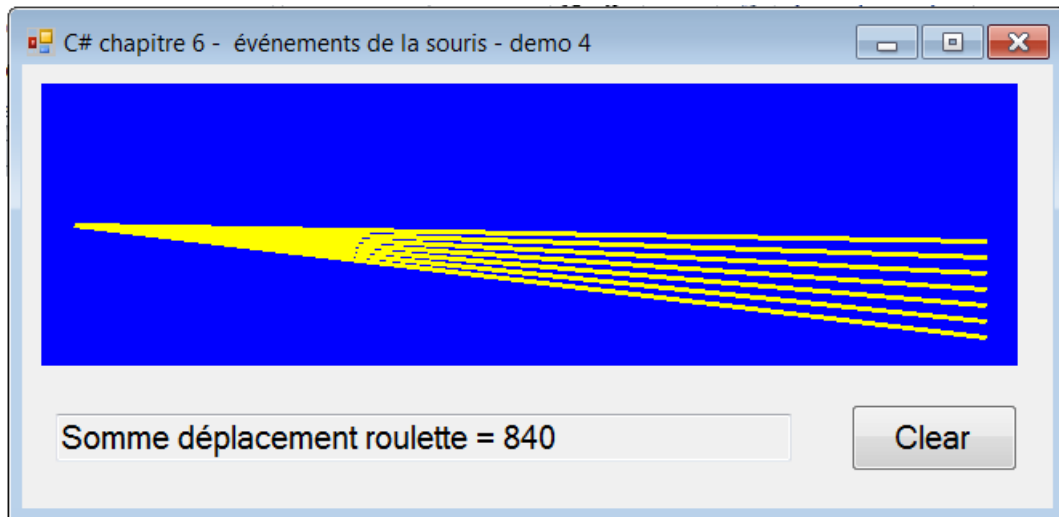 C# chapitre 6 - événements de la souris - demo 4
Somme déplacement roulette = 840
Clear